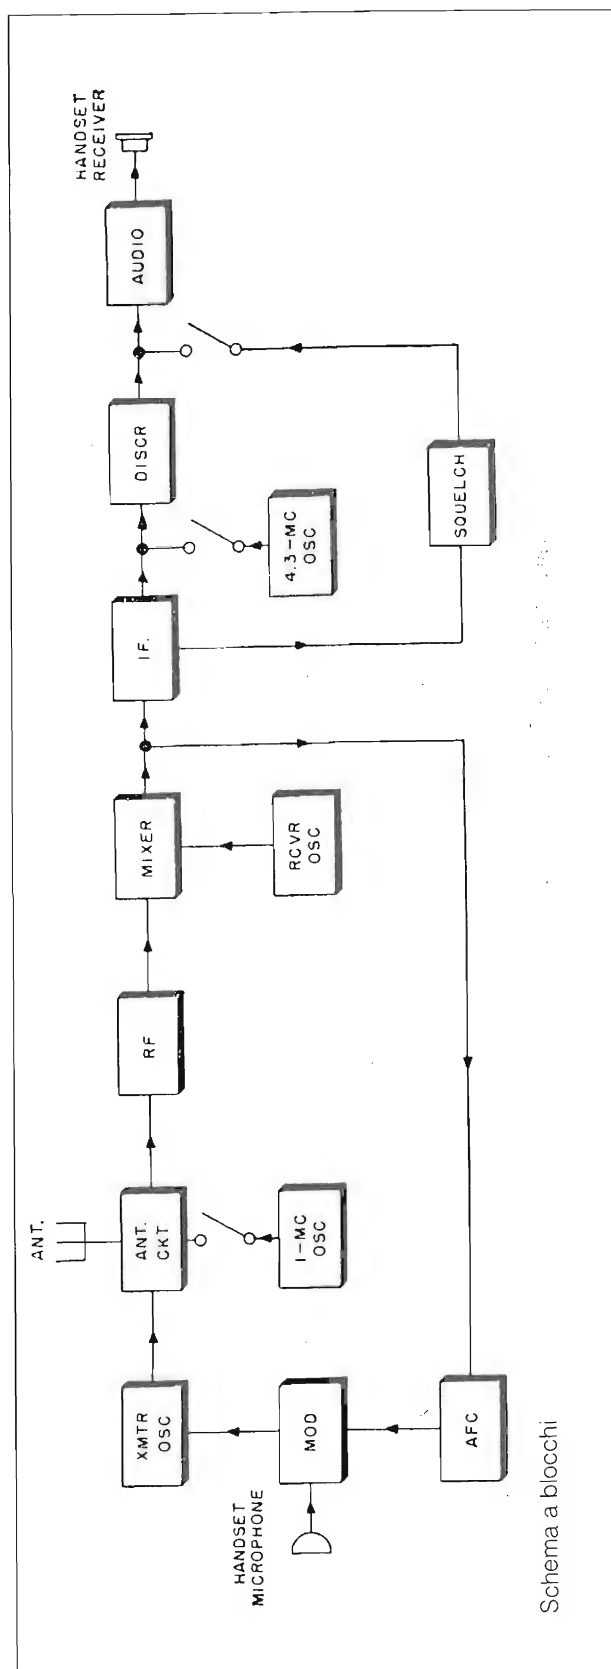 ANT.
HANDSET
RECEIVER
XMTR
OSC
ANT.
CKT
RF
MIXER
I F.
DISCR
AUDIO
HANDSET
MICROPHONE
MOD
1-MC
OSC
RCVR
OSC
4.3-MC
OSC
AFC
SQUELCH
Schema a blocchi